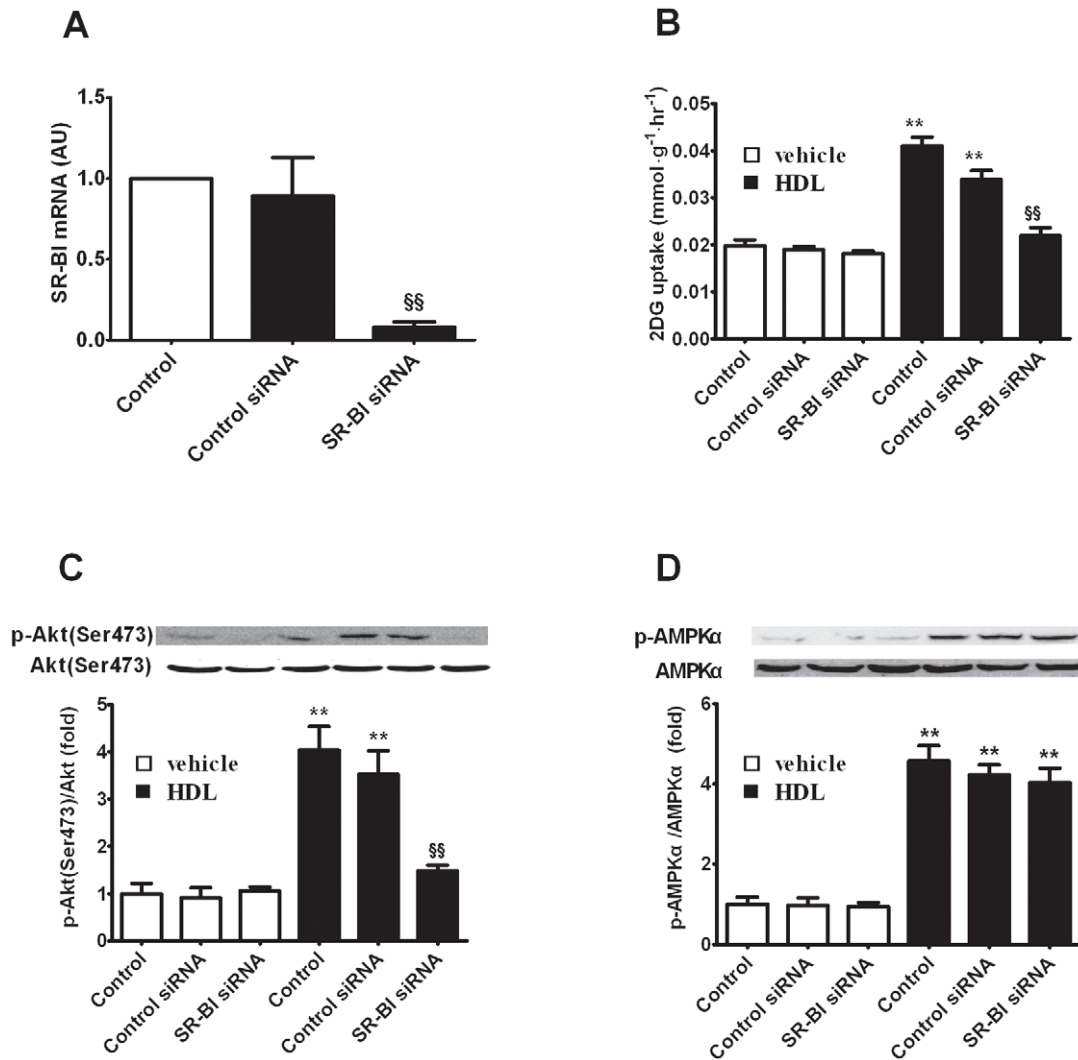 A
SR-BI mRNA (AU)
1.5
1.0
0.5
0.0
§§
Control
Control siRNA
SR-BI siRNA
B
2DG uptake (mmol·g⁻¹·hr⁻¹)
0.05
0.04
0.03
0.02
0.01
0.00
vehicle
HDL
**
**
§§
Control
Control siRNA
SR-BI siRNA
Control
Control siRNA
SR-BI siRNA
C
p-Akt(Ser473)
Akt(Ser473)
p-Akt(Ser473)/Akt (fold)
5
4
3
2
1
0
vehicle
HDL
**
**
§§
Control
Control siRNA
SR-BI siRNA
Control
Control siRNA
SR-BI siRNA
D
p-AMPKα
AMPKα
p-AMPKα /AMPKα (fold)
6
4
2
0
vehicle
HDL
**
**
**
Control
Control siRNA
SR-BI siRNA
Control
Control siRNA
SR-BI siRNA